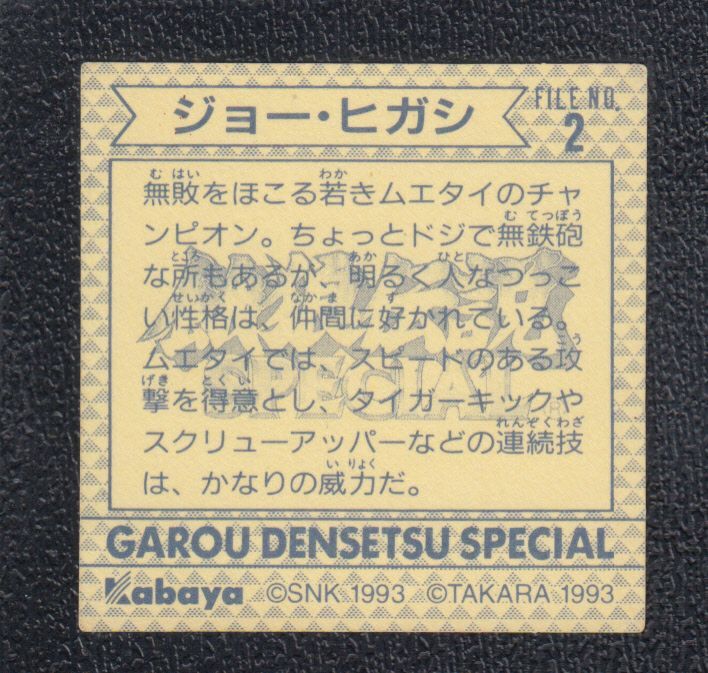 ジョー・ヒガシ
FILE NO.
2
無敗をほこる若きムエタイのチャ
ンピオン。ちょっとドジで無鉄砲
な所もあるが、明るく人なつっこ
い性格は、仲間に好かれている。
ムエタイでは、スピードのある攻
撃を得意とし、タイガーキックや
スクリューアッパーなどの連続技
は、かなりの威力だ。
GAROU DENSETSU SPECIAL
Kabaya ©SNK 1993 ©TAKARA 1993